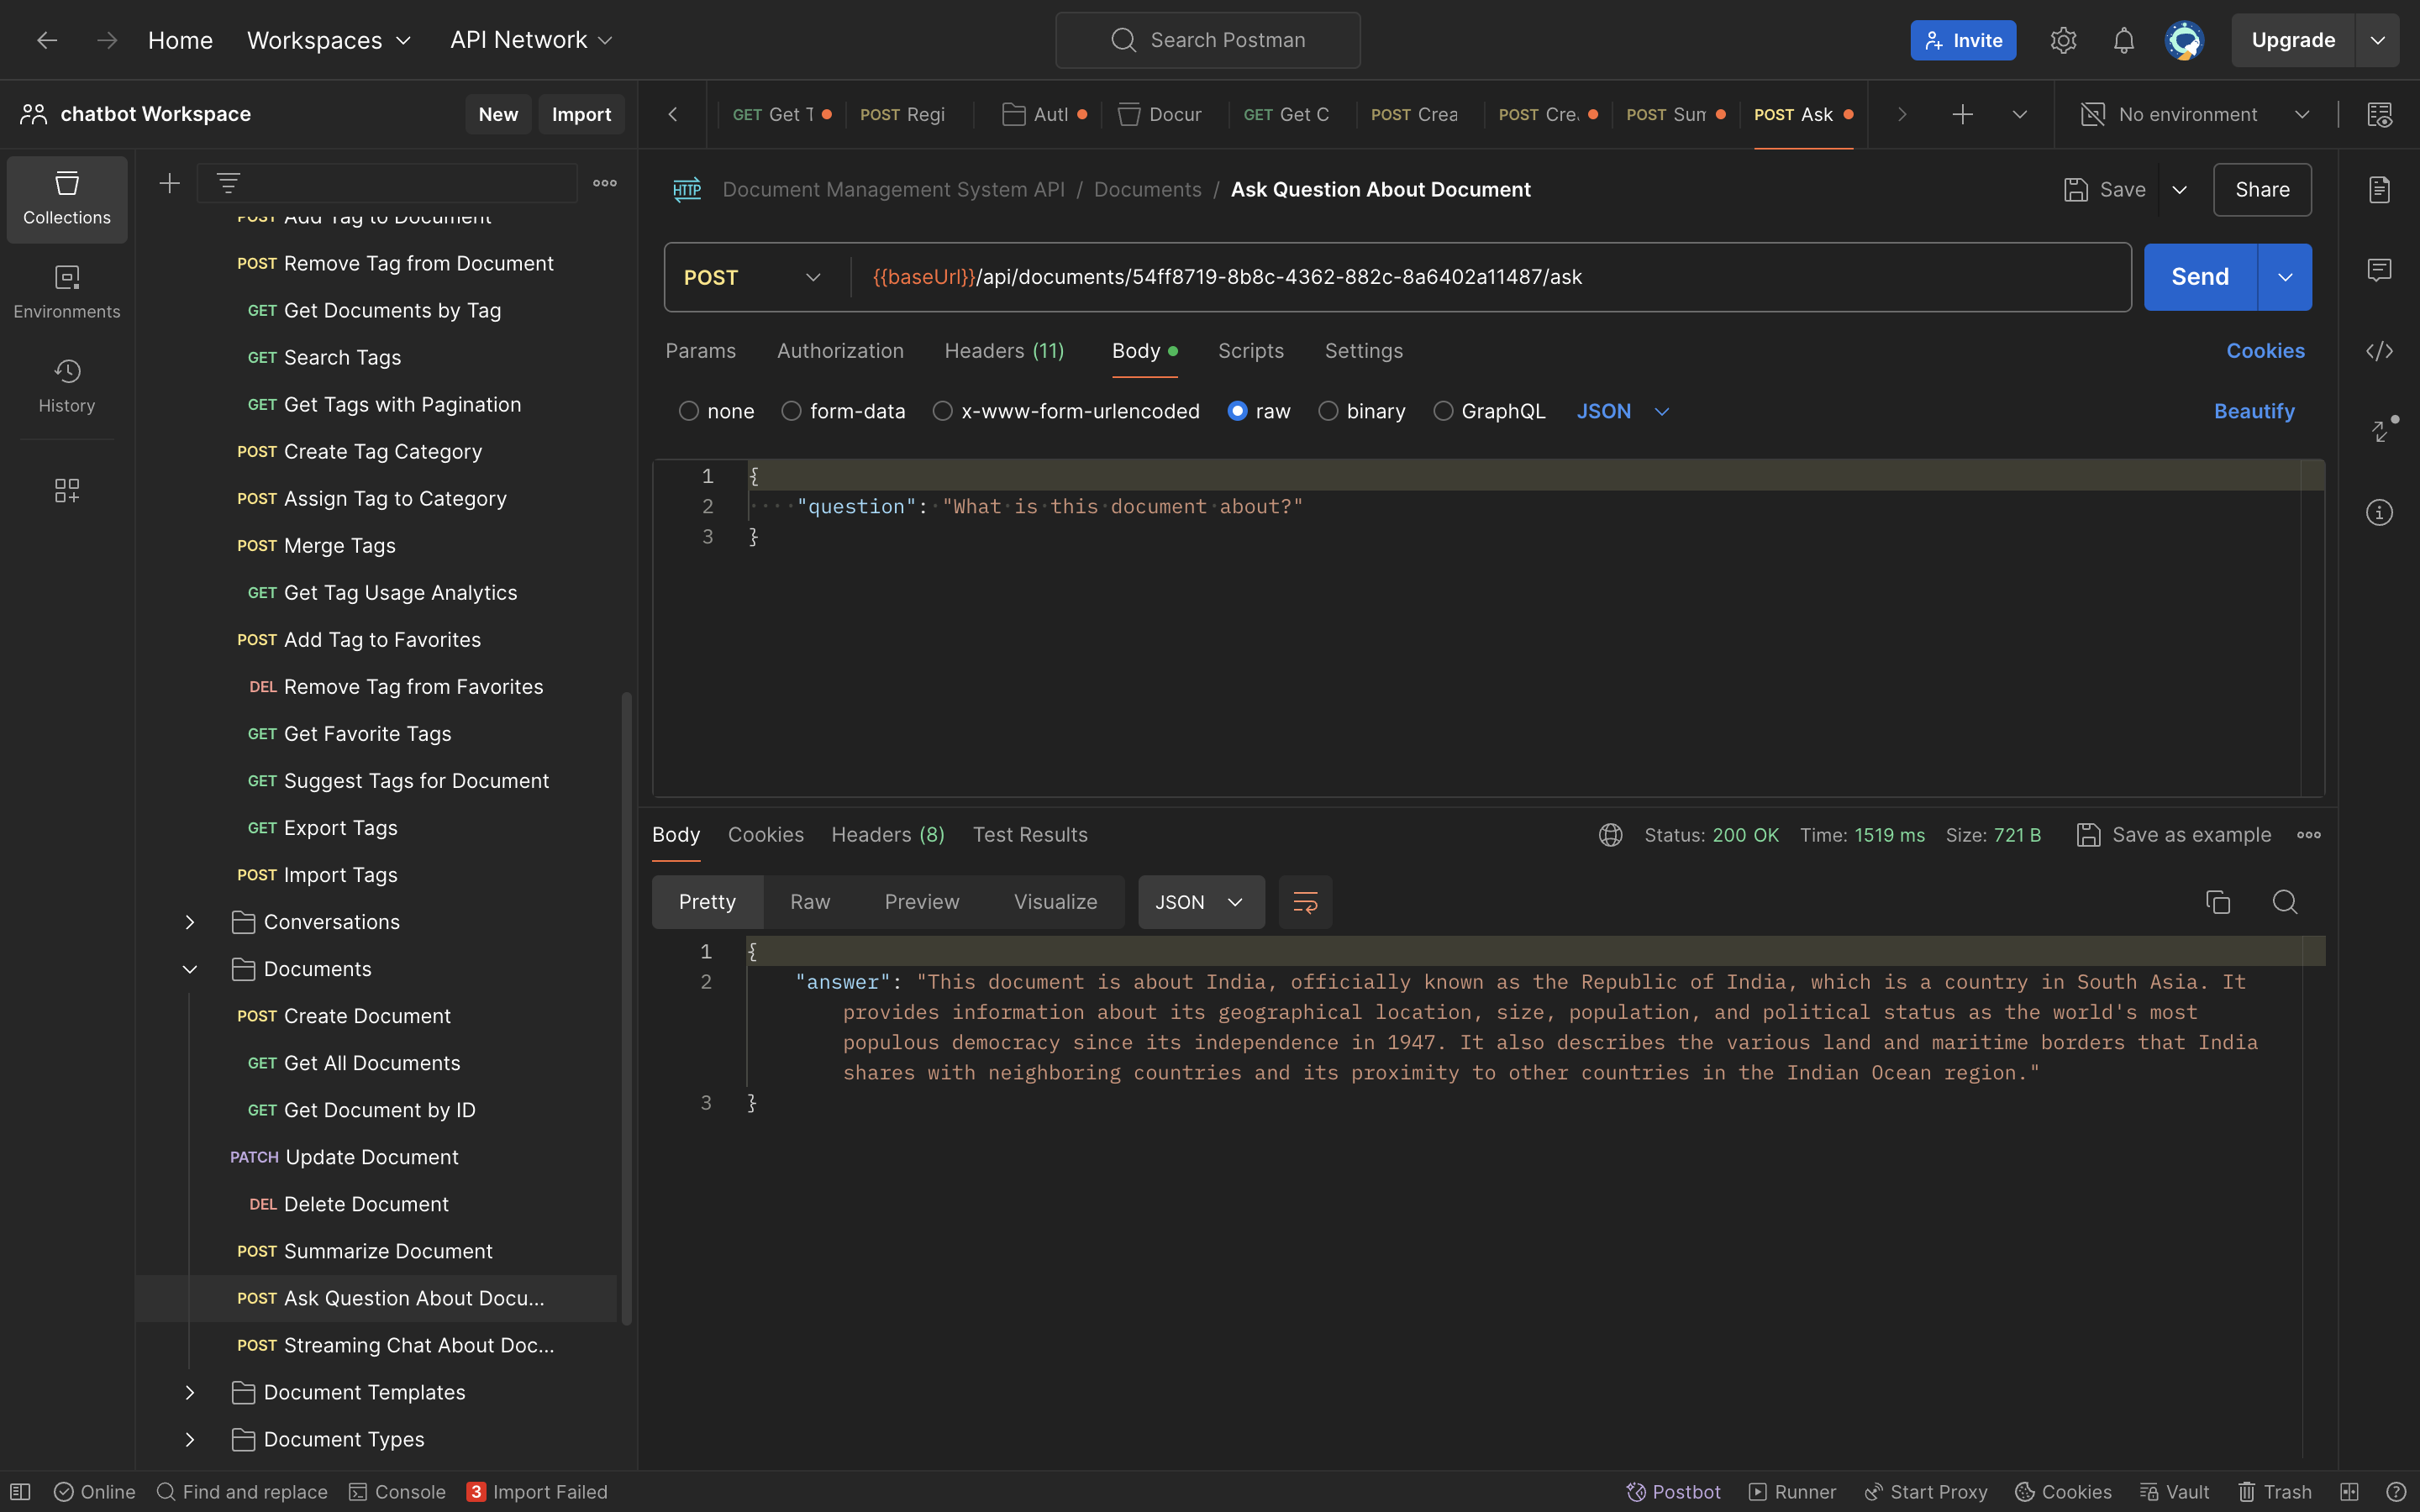 Home Workspaces API Network Search Postman Invite Upgrade
chatbot Workspace New Import
GET Get T POST Regi Autl Docur GET Get C POST Crea POST Cre POST Sum POST Ask No environment
Collections
Environments
History
POST Add Tag to Document
POST Remove Tag from Document
GET Get Documents by Tag
GET Search Tags
GET Get Tags with Pagination
POST Create Tag Category
POST Assign Tag to Category
POST Merge Tags
GET Get Tag Usage Analytics
POST Add Tag to Favorites
DEL Remove Tag from Favorites
GET Get Favorite Tags
GET Suggest Tags for Document
GET Export Tags
POST Import Tags
Conversations
Documents
POST Create Document
GET Get All Documents
GET Get Document by ID
PATCH Update Document
DEL Delete Document
POST Summarize Document
POST Ask Question About Docu...
POST Streaming Chat About Doc...
Document Templates
Document Types
HTTP Document Management System API / Documents / Ask Question About Document Save Share
POST {{baseUrl}}/api/documents/54ff8719-8b8c-4362-882c-8a6402a11487/ask Send
Params Authorization Headers (11) Body Scripts Settings Cookies
none form-data x-www-form-urlencoded raw binary GraphQL JSON Beautify
1 {
2 "question": "What is this document about?"
3 }
Body Cookies Headers (8) Test Results Status: 200 OK Time: 1519 ms Size: 721 B Save as example
Pretty Raw Preview Visualize JSON
1 {
2 "answer": "This document is about India, officially known as the Republic of India, which is a country in South Asia. It
provides information about its geographical location, size, population, and political status as the world's most
populous democracy since its independence in 1947. It also describes the various land and maritime borders that India
shares with neighboring countries and its proximity to other countries in the Indian Ocean region."
3 }
Online Find and replace Console 3 Import Failed Postbot Runner Start Proxy Cookies Vault Trash